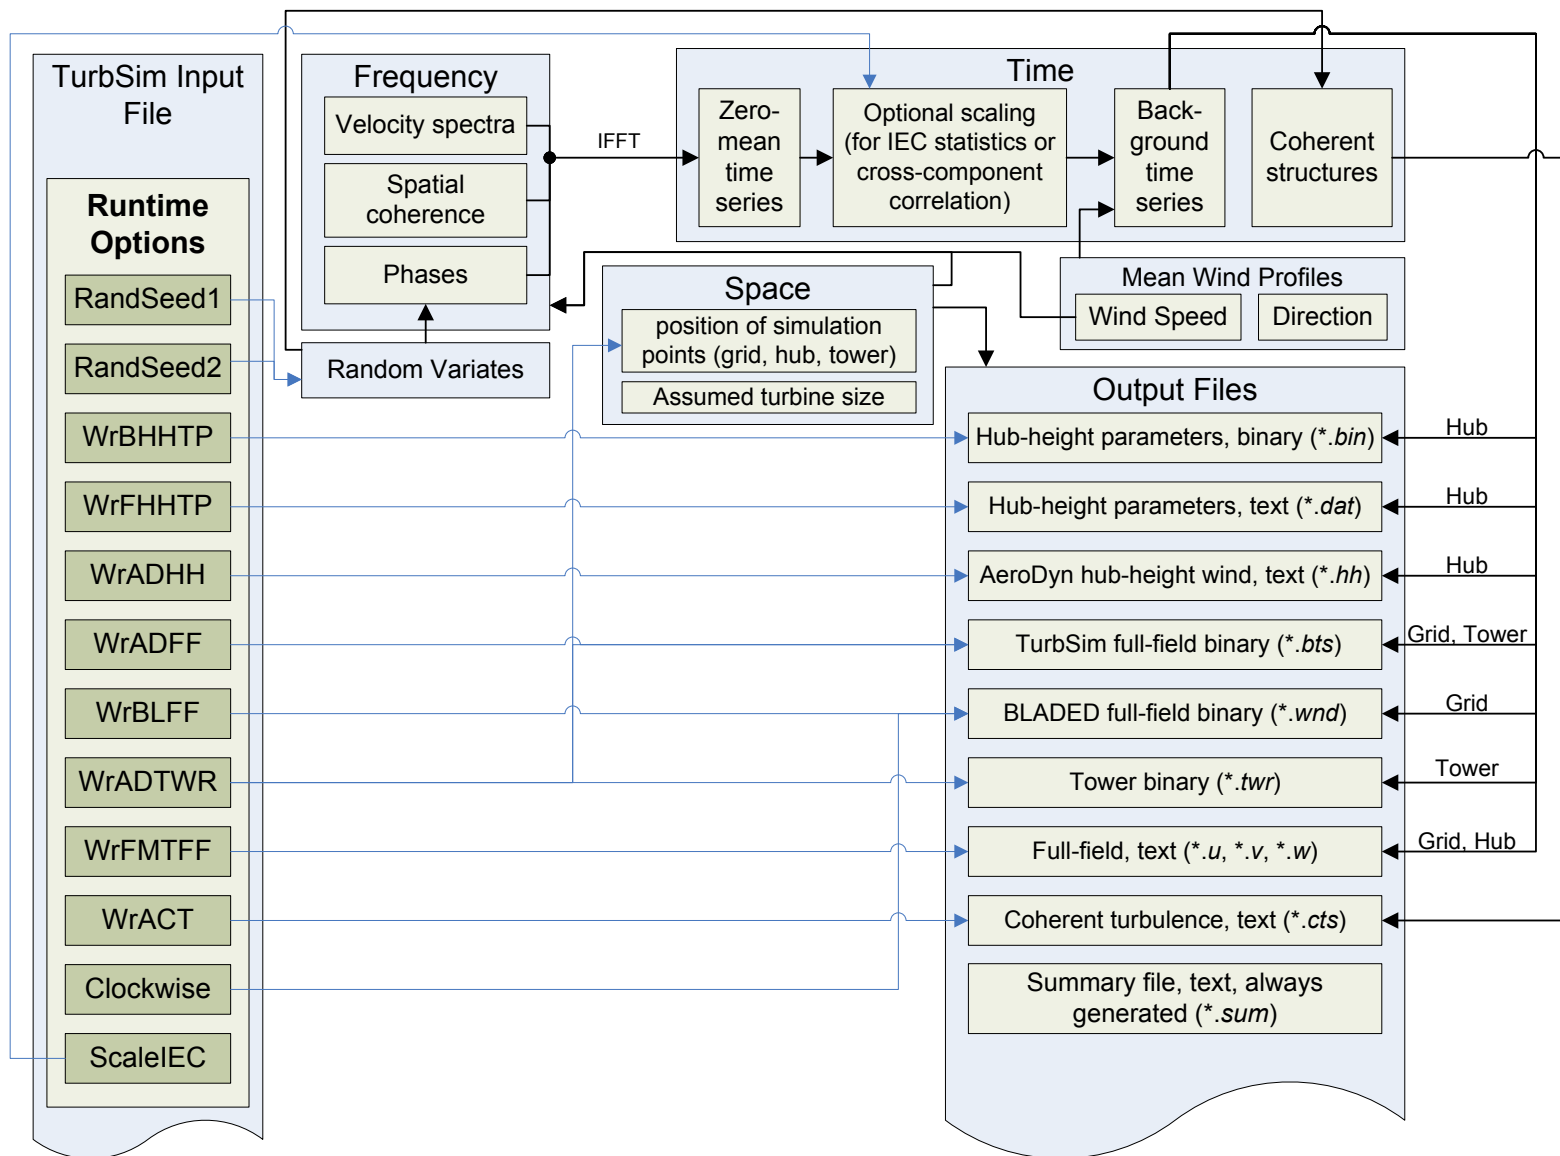 TurbSim Input
File
Runtime
Options
RandSeed1
RandSeed2
WrBHHTP
WrFHHTP
WrADHH
WrADFF
WrBLFF
WrADTWR
WrFMTFF
WrACT
Clockwise
ScaleIEC
Frequency
Velocity spectra
Spatial
coherence
Phases
Random Variates
IFFT
Time
Zero-
mean
time
series
Optional scaling
(for IEC statistics or
cross-component
correlation)
Back-
ground
time
series
Coherent
structures
Space
position of simulation
points (grid, hub, tower)
Assumed turbine size
Mean Wind Profiles
Wind Speed
Direction
Output Files
Hub-height parameters, binary (*.bin)
Hub-height parameters, text (*.dat)
AeroDyn hub-height wind, text (*.hh)
TurbSim full-field binary (*.bts)
BLADED full-field binary (*.wnd)
Tower binary (*.twr)
Full-field, text (*.u, *.v, *.w)
Coherent turbulence, text (*.cts)
Summary file, text, always
generated (*.sum)
Hub
Hub
Hub
Grid, Tower
Grid
Tower
Grid, Hub